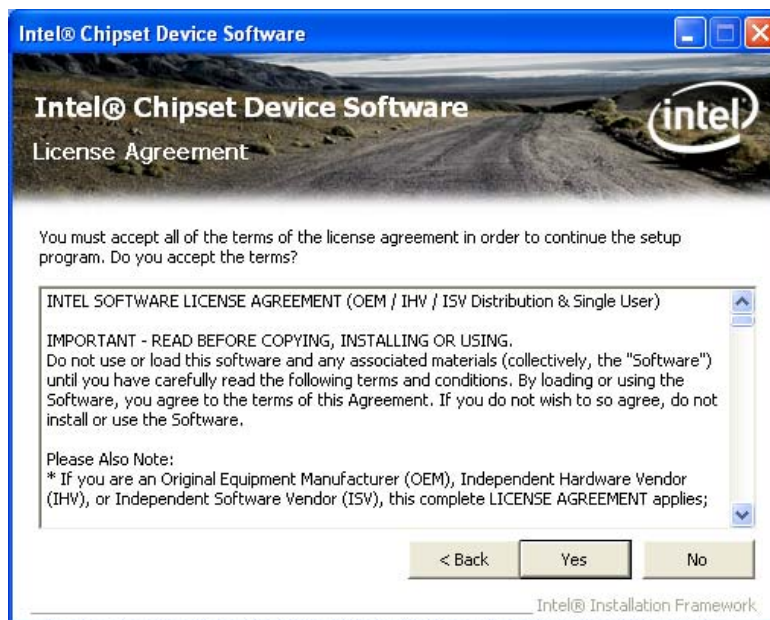 Intel® Chipset Device Software
Intel® Chipset Device Software
intel
License Agreement
You must accept all of the terms of the license agreement in order to continue the setup
program. Do you accept the terms?
INTEL SOFTWARE LICENSE AGREEMENT (OEM / IHV / ISV Distribution & Single User)
IMPORTANT - READ BEFORE COPYING, INSTALLING OR USING.
Do not use or load this software and any associated materials (collectively, the "Software")
until you have carefully read the following terms and conditions. By loading or using the
Software, you agree to the terms of this Agreement. If you do not wish to so agree, do not
install or use the Software.
Please Also Note:
* If you are an Original Equipment Manufacturer (OEM), Independent Hardware Vendor
(IHV), or Independent Software Vendor (ISV), this complete LICENSE AGREEMENT applies;
< Back Yes No
Intel® Installation Framework